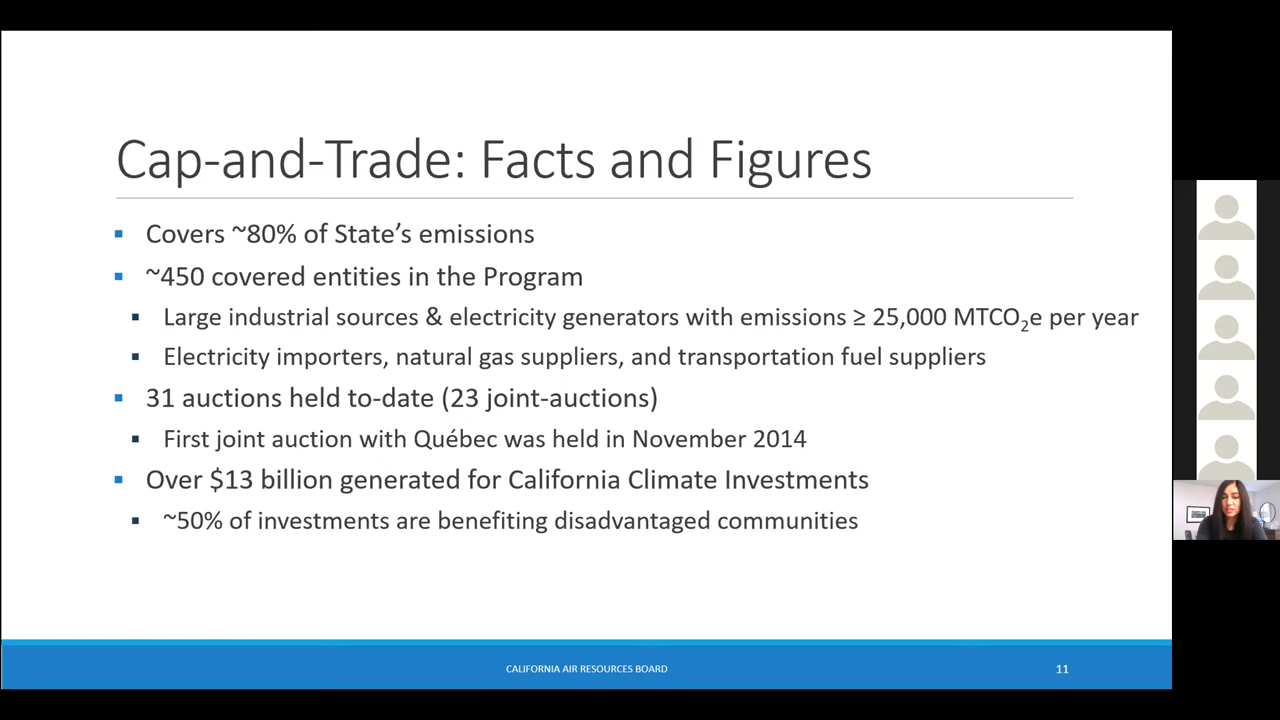 Cap-and-Trade: Facts and Figures
Covers ~80% of State’s emissions
~450 covered entities in the Program
Large industrial sources & electricity generators with emissions ≥ 25,000 MTCO₂e per year
Electricity importers, natural gas suppliers, and transportation fuel suppliers
31 auctions held to-date (23 joint-auctions)
First joint auction with Québec was held in November 2014
Over $13 billion generated for California Climate Investments
~50% of investments are benefiting disadvantaged communities
CALIFORNIA AIR RESOURCES BOARD
11